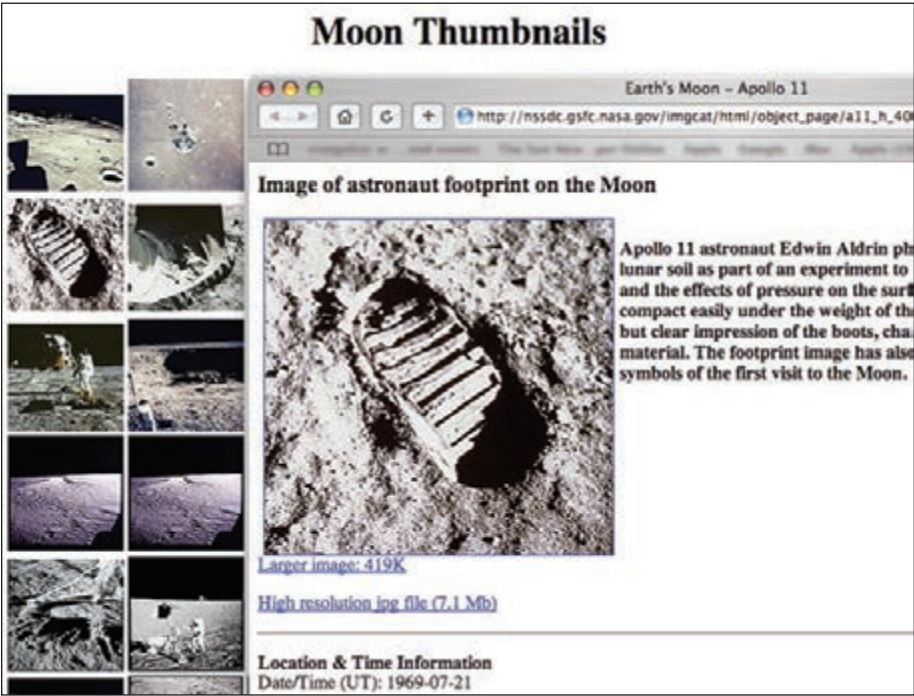 Moon Thumbnails
Earth's Moon – Apollo 11
http://nssdc.gsfc.nasa.gov/imgcat/html/object_page/a11_h_40
Image of astronaut footprint on the Moon
Apollo 11 astronaut Edwin Aldrin ph
lunar soil as part of an experiment to
and the effects of pressure on the surf
compact easily under the weight of th
but clear impression of the boots, cha
material. The footprint image has also
symbols of the first visit to the Moon.
Larger image: 419K
High resolution jpg file (7.1 Mb)
Location & Time Information
Date/Time (UT): 1969-07-21